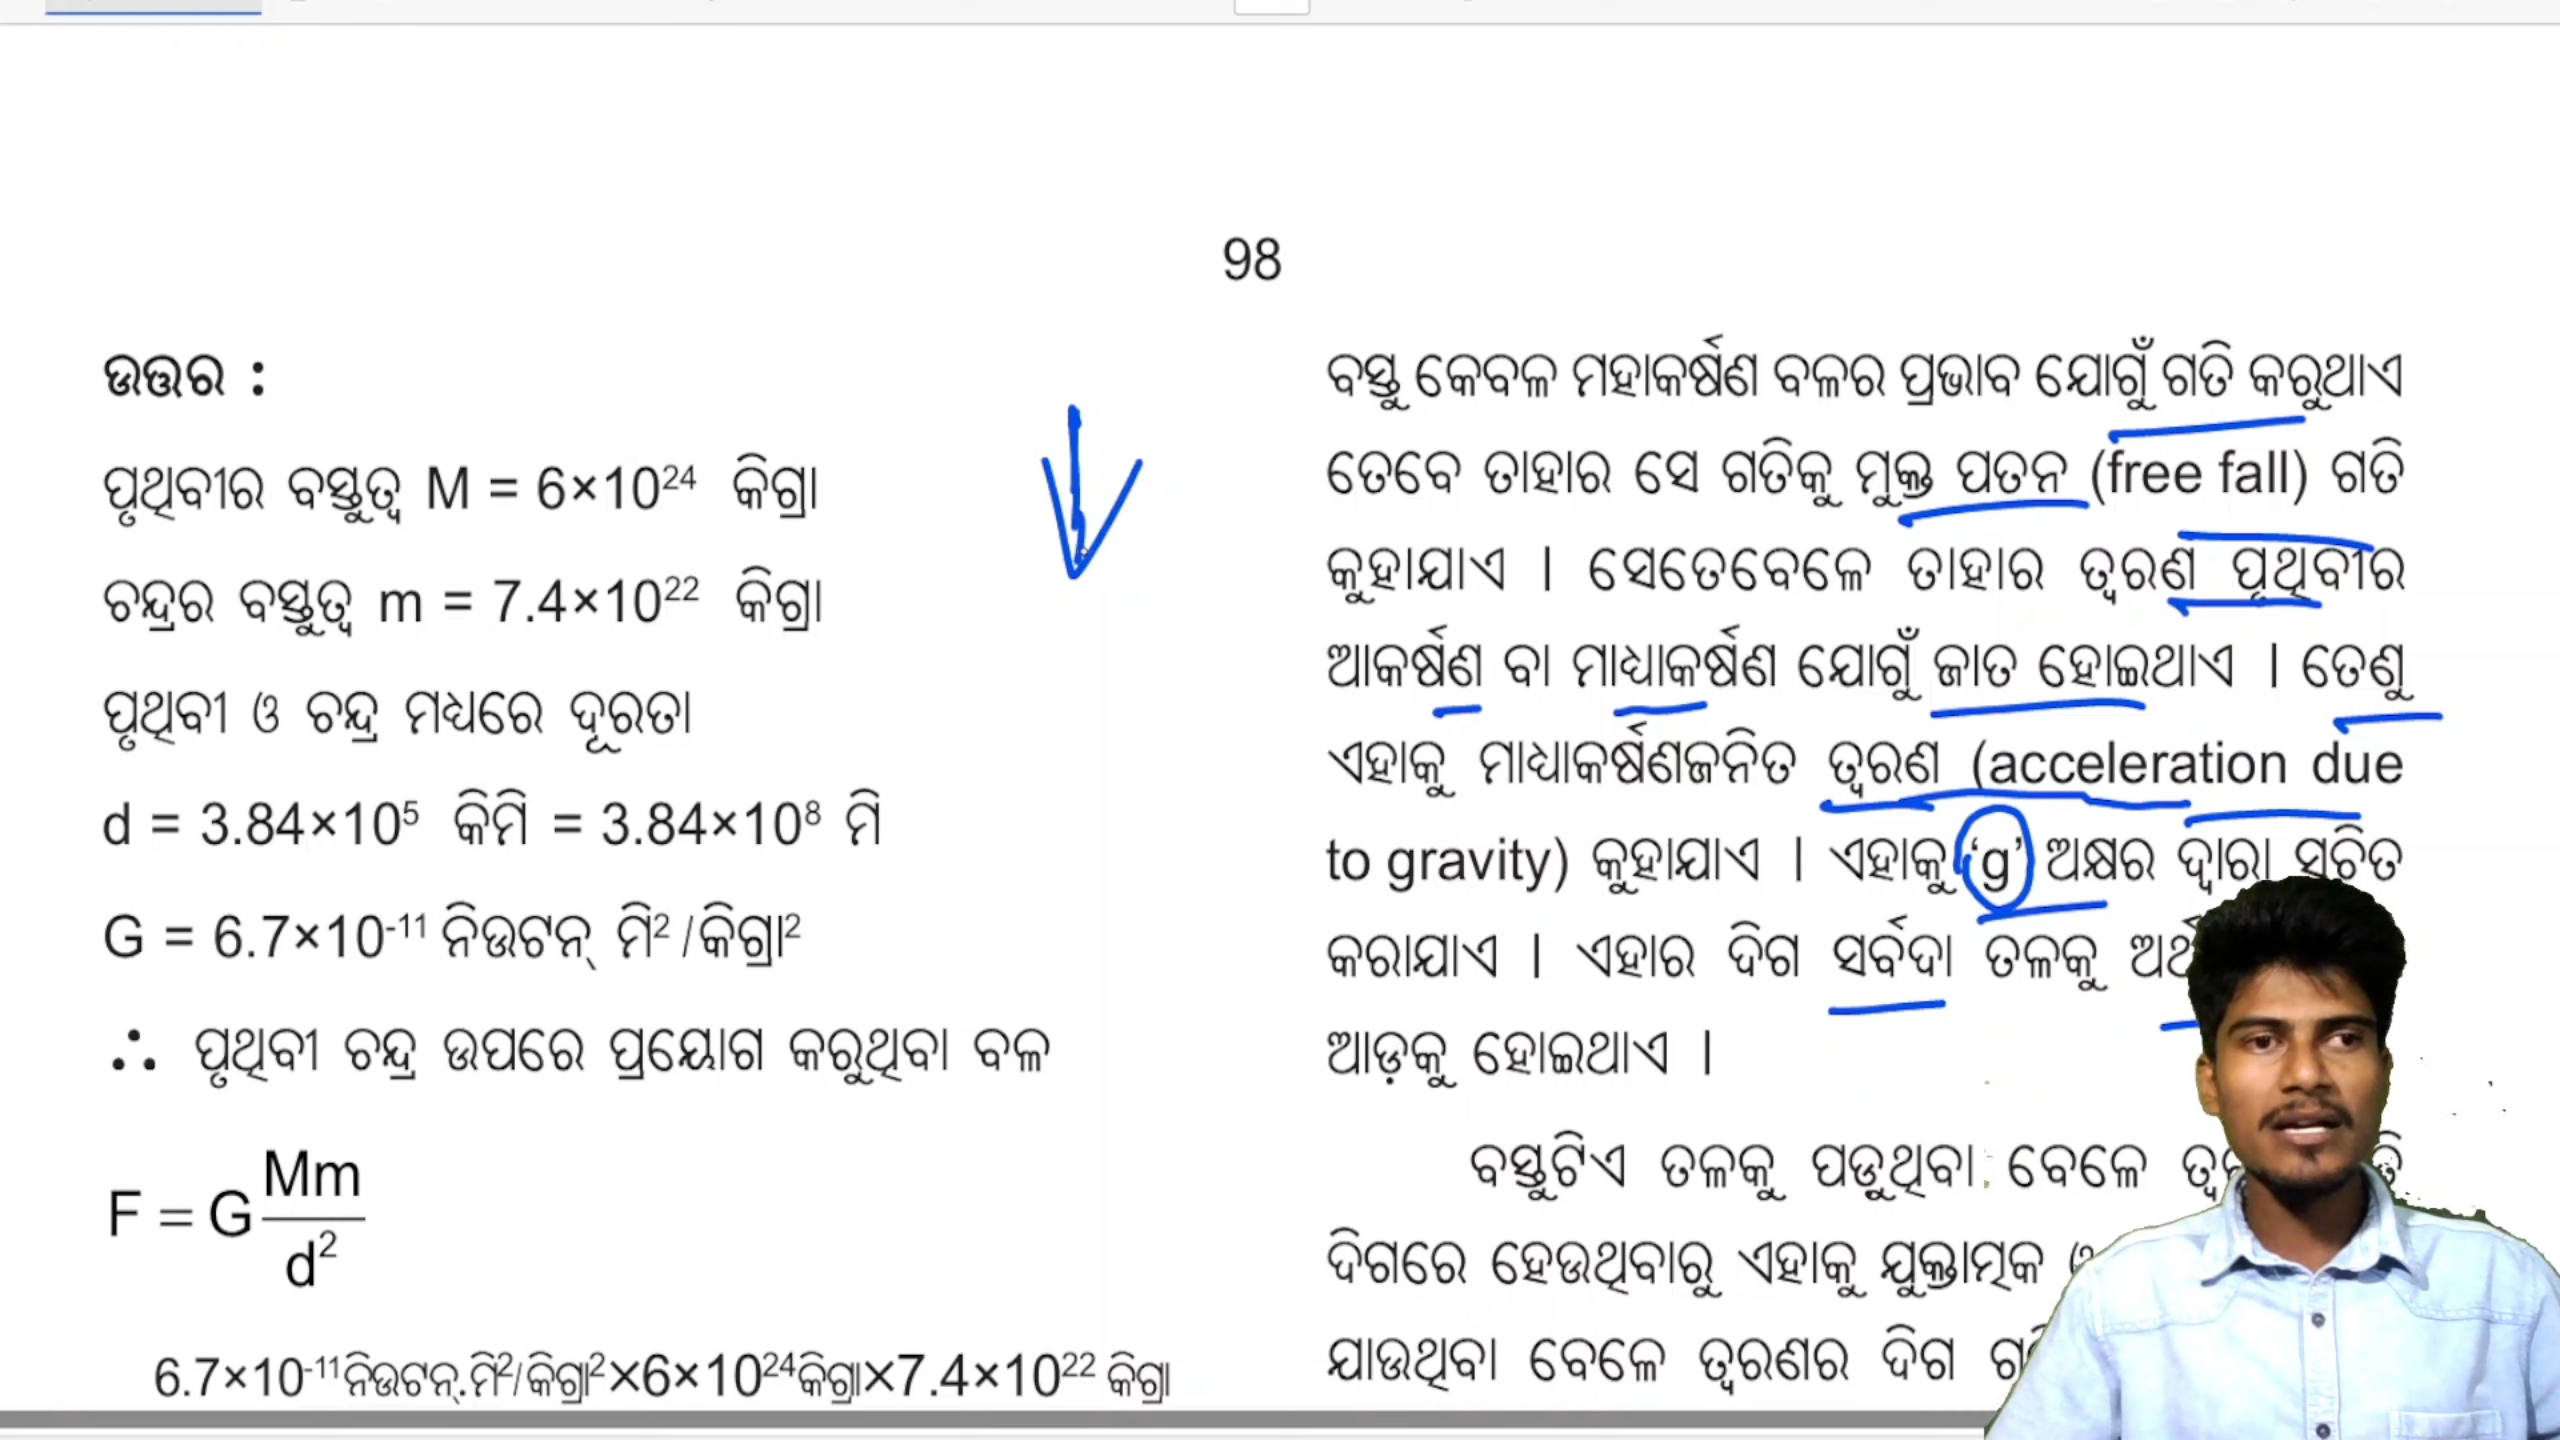 98
ଉତ୍ତର :
ପୃଥିବୀର ବସ୍ତୁତ୍ୱ M = 6×10²⁴ କିଗ୍ରା
ଚନ୍ଦ୍ରର ବସ୍ତୁତ୍ୱ m = 7.4×10²² କିଗ୍ରା
ପୃଥିବୀ ଓ ଚନ୍ଦ୍ର ମଧ୍ୟରେ ଦୂରତା
d = 3.84×10⁵ କିମି = 3.84×10⁸ ମି
G = 6.7×10⁻¹¹ ନିଉଟନ୍ ମି² /କିଗ୍ରା²
∴ ପୃଥିବୀ ଚନ୍ଦ୍ର ଉପରେ ପ୍ରୟୋଗ କରୁଥିବା ବଳ
F = G Mm / d²
6.7×10⁻¹¹ନିଉଟନ୍.ମି²/କିଗ୍ରା²×6×10²⁴କିଗ୍ରା×7.4×10²² କିଗ୍ରା
ବସ୍ତୁ କେବଳ ମହାକର୍ଷଣ ବଳର ପ୍ରଭାବ ଯୋଗୁଁ ଗତି କରୁଥାଏ
ତେବେ ତାହାର ସେ ଗତିକୁ ମୁକ୍ତ ପତନ (free fall) ଗତି
କୁହାଯାଏ । ସେତେବେଳେ ତାହାର ତ୍ୱରଣ ପୃଥିବୀର
ଆକର୍ଷଣ ବା ମାଧ୍ୟାକର୍ଷଣ ଯୋଗୁଁ ଜାତ ହୋଇଥାଏ । ତେଣୁ
ଏହାକୁ ମାଧ୍ୟାକର୍ଷଣଜନିତ ତ୍ୱରଣ (acceleration due
to gravity) କୁହାଯାଏ । ଏହାକୁ ‘g’ ଅକ୍ଷର ଦ୍ୱାରା ସୂଚିତ
କରାଯାଏ । ଏହାର ଦିଗ ସର୍ବଦା ତଳକୁ
ଆଡ଼କୁ ହୋଇଥାଏ ।
ବସ୍ତୁଟିଏ ତଳକୁ ପଡ଼ୁଥିବା ବେଳେ
ଦିଗରେ ହେଉଥିବାରୁ ଏହାକୁ ଯୁକ୍ତାତ୍ମକ
ଯାଉଥିବା ବେଳେ ତ୍ୱରଣର ଦିଗ